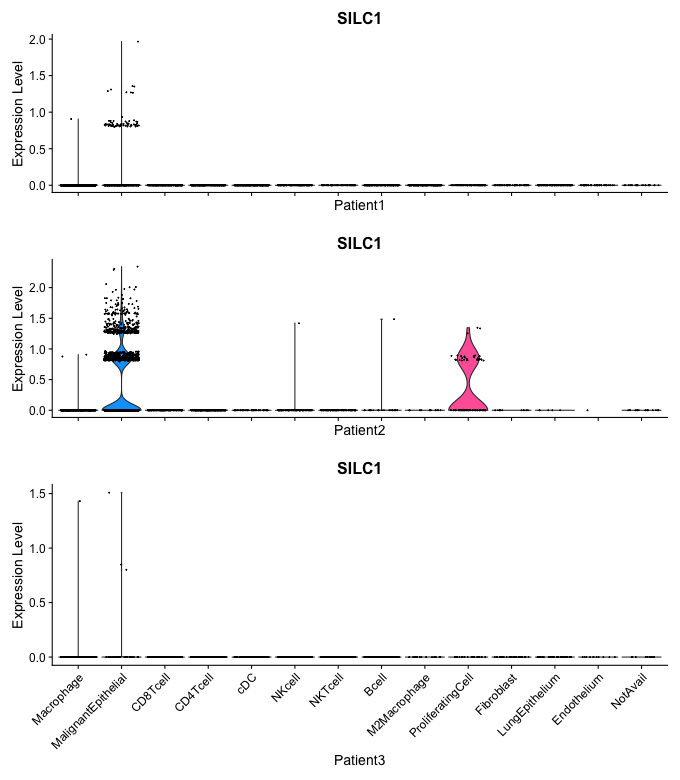 SILC1
Expression Level
2.0
1.5
1.0
0.5
0.0
Patient1
SILC1
Expression Level
2.0
1.5
1.0
0.5
0.0
Patient2
SILC1
Expression Level
1.5
1.0
0.5
0.0
Macrophage
MalignantEpithelial
CD8Tcell
CD4Tcell
cDC
NKcell
NKTcell
Bcell
M2Macrophage
ProliferatingCell
Fibroblast
LungEpithelium
Endothelium
NotAvail
Patient3